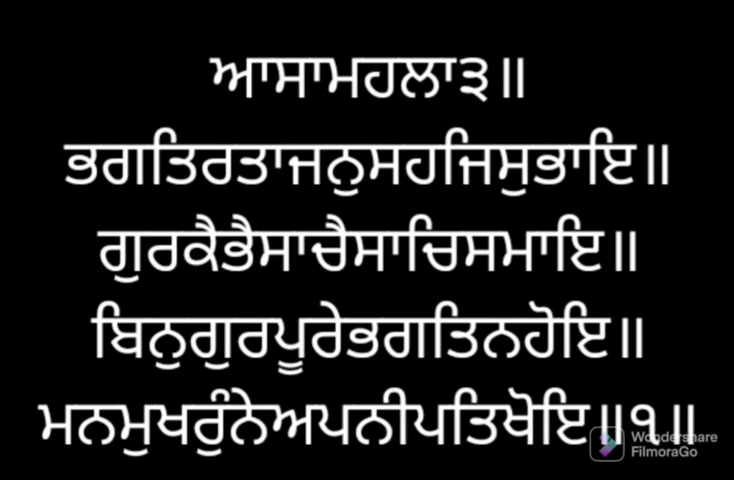 ਆਸਾਮਹਲਾ੩॥
ਭਗਤਿਰਤਾਜਨੁਸਹਜਿਸੁਭਾਇ॥
ਗੁਰਕੈਭੈਸਾਚੈਸਾਚਿਸਮਾਇ॥
ਬਿਨੁਗੁਰਪੂਰੇਭਗਤਿਨਹੋਇ॥
ਮਨਮੁਖਰੁੰਨੇਅਪਨੀਪਤਿਖੋਇ॥੧॥
Wondershare
FilmoraGo